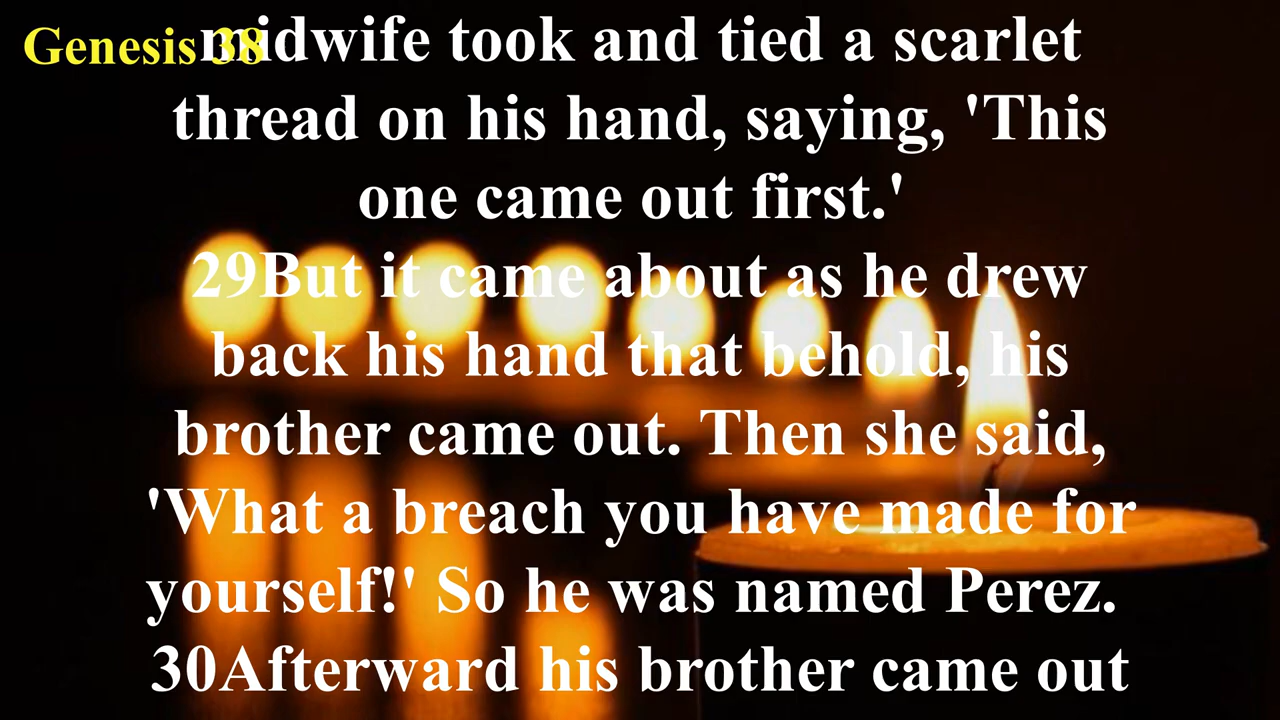 Genesis 38
midwife took and tied a scarlet
thread on his hand, saying, 'This
one came out first.'
29But it came about as he drew
back his hand that behold, his
brother came out. Then she said,
'What a breach you have made for
yourself!' So he was named Perez.
30Afterward his brother came out